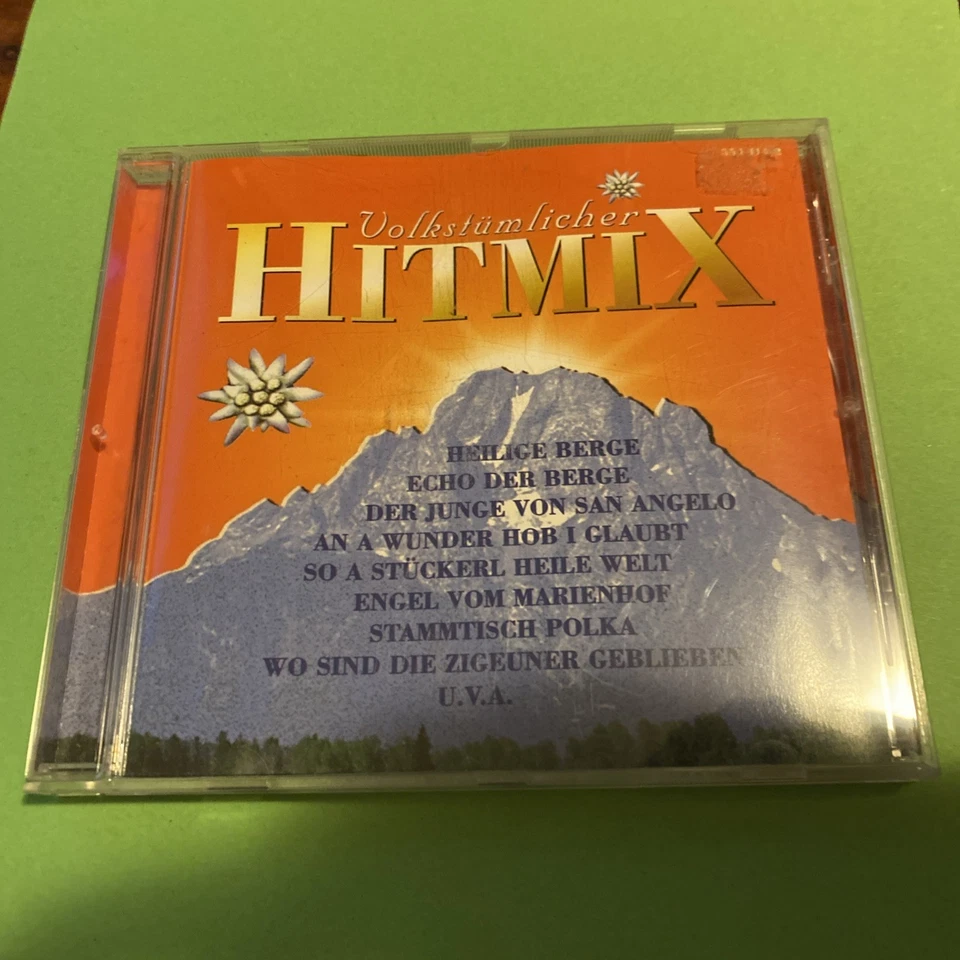 Volkstümlicher
HITMIX
HEILIGE BERGE
ECHO DER BERGE
DER JUNGE VON SAN ANGELO
AN A WUNDER HOB I GLAUBT
SO A STÜCKERL HEILE WELT
ENGEL VOM MARIENHOF
STAMMTISCH POLKA
WO SIND DIE ZIGEUNER GEBLIEBEN
U.V.A.